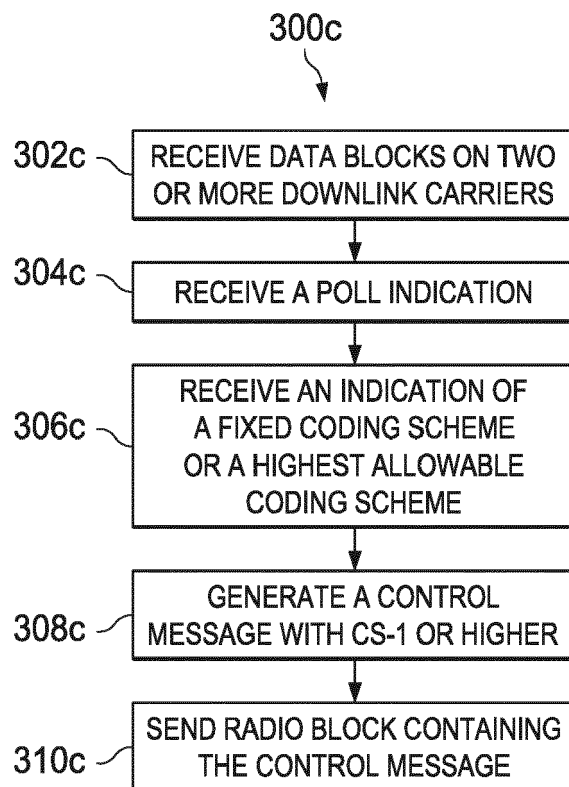 300c
302c
RECEIVE DATA BLOCKS ON TWO
OR MORE DOWNLINK CARRIERS
304c
RECEIVE A POLL INDICATION
306c
RECEIVE AN INDICATION OF
A FIXED CODING SCHEME
OR A HIGHEST ALLOWABLE
CODING SCHEME
308c
GENERATE A CONTROL
MESSAGE WITH CS-1 OR HIGHER
310c
SEND RADIO BLOCK CONTAINING
THE CONTROL MESSAGE